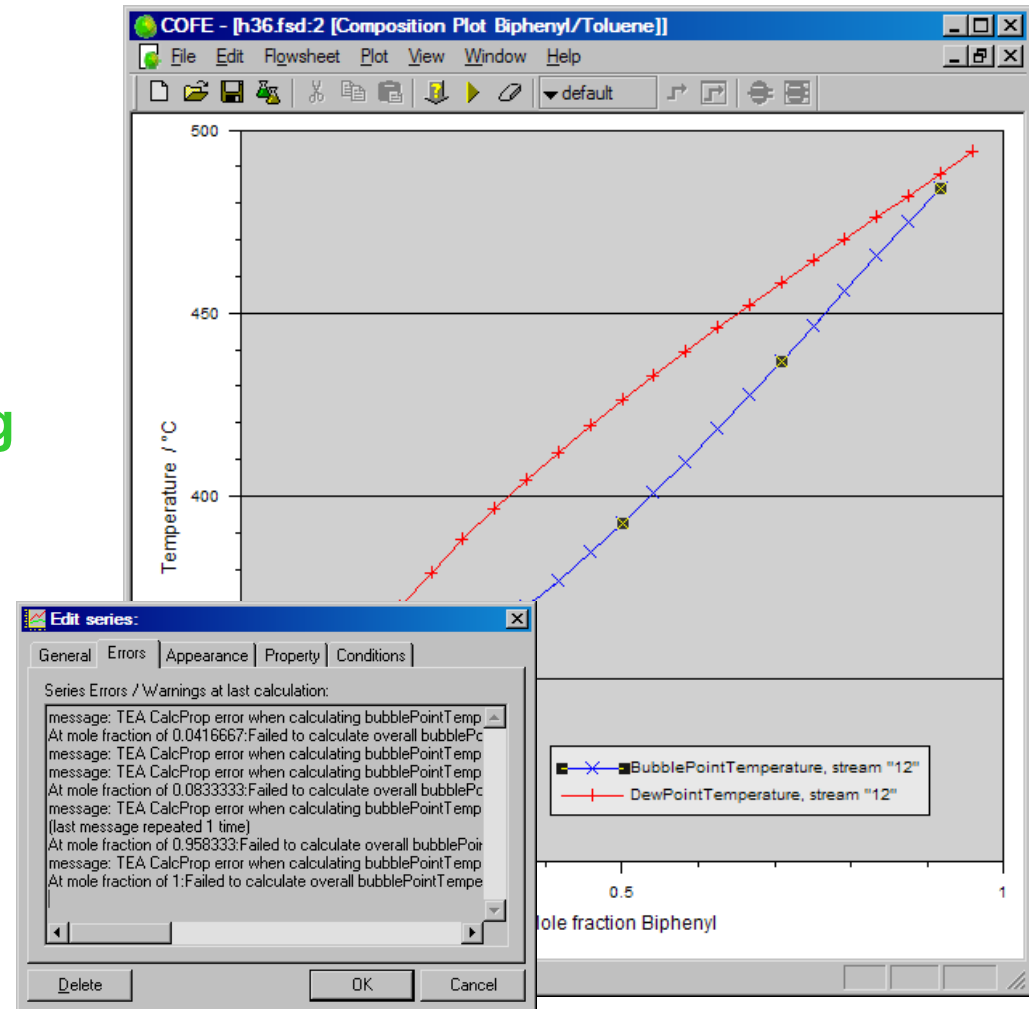 COFE - [h36.fsd:2 [Composition Plot Biphenyl/Toluene]]
File Edit Flowsheet Plot View Window Help
default
500
450
400
Temperature / °C
g
Edit series:
General Errors Appearance Property Conditions
Series Errors / Warnings at last calculation:
message: TEA CalcProp error when calculating bubblePointTemp
At mole fraction of 0.0416667:Failed to calculate overall bubblePc
message: TEA CalcProp error when calculating bubblePointTemp
message: TEA CalcProp error when calculating bubblePointTemp
At mole fraction of 0.0833333:Failed to calculate overall bubblePc
message: TEA CalcProp error when calculating bubblePointTemp
(last message repeated 1 time)
At mole fraction of 0.958333:Failed to calculate overall bubblePoir
message: TEA CalcProp error when calculating bubblePointTemp
At mole fraction of 1:Failed to calculate overall bubblePointTempe
Delete OK Cancel
BubblePointTemperature, stream "12"
DewPointTemperature, stream "12"
0.5
1
lole fraction Biphenyl